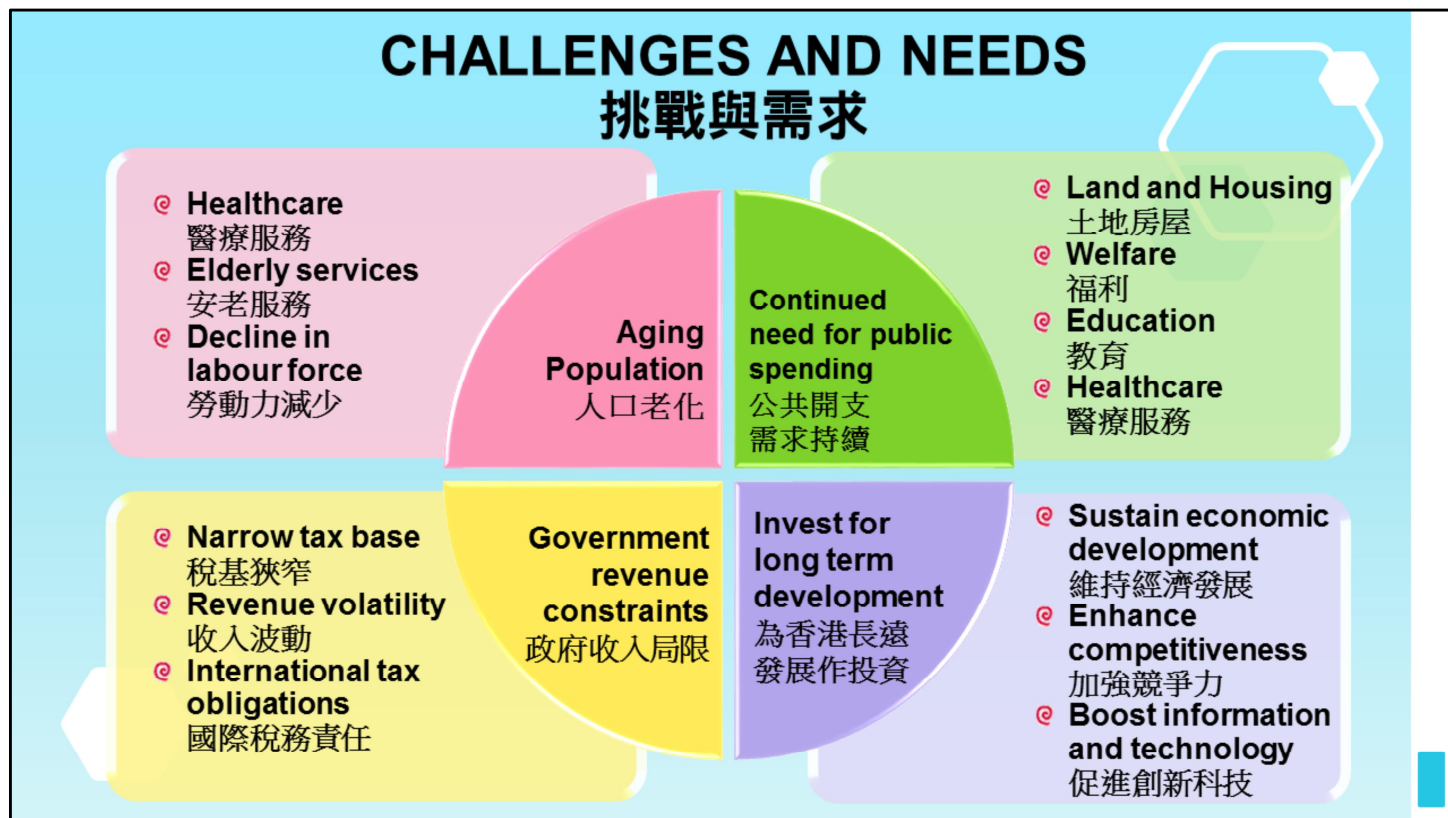 CHALLENGES AND NEEDS
挑戰與需求
Healthcare
醫療服務
Elderly services
安老服務
Decline in
labour force
勞動力減少
Aging
Population
人口老化
Continued
need for public
spending
公共開支
需求持續
Land and Housing
土地房屋
Welfare
福利
Education
教育
Healthcare
醫療服務
Narrow tax base
稅基狹窄
Revenue volatility
收入波動
International tax
obligations
國際稅務責任
Government
revenue
constraints
政府收入局限
Invest for
long term
development
為香港長遠
發展作投資
Sustain economic
development
維持經濟發展
Enhance
competitiveness
加強競爭力
Boost information
and technology
促進創新科技